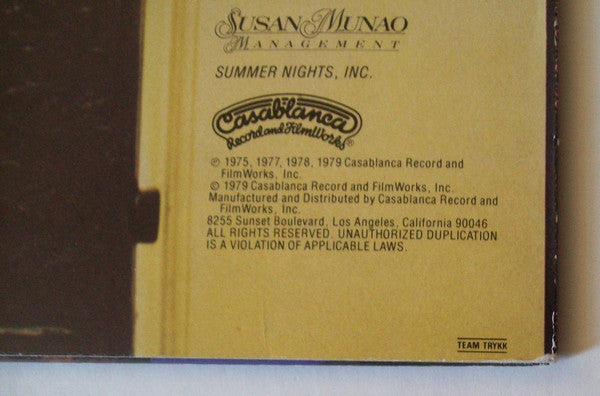 SUSAN MUNAO
MANAGEMENT
SUMMER NIGHTS, INC.
Casablanca
Record and FilmWorks®
℗ 1975, 1977, 1978, 1979 Casablanca Record and
FilmWorks, Inc.
© 1979 Casablanca Record and FilmWorks, Inc.
Manufactured and Distributed by Casablanca Record and
FilmWorks, Inc.
8255 Sunset Boulevard, Los Angeles, California 90046
ALL RIGHTS RESERVED. UNAUTHORIZED DUPLICATION
IS A VIOLATION OF APPLICABLE LAWS.
TEAM TRYKK